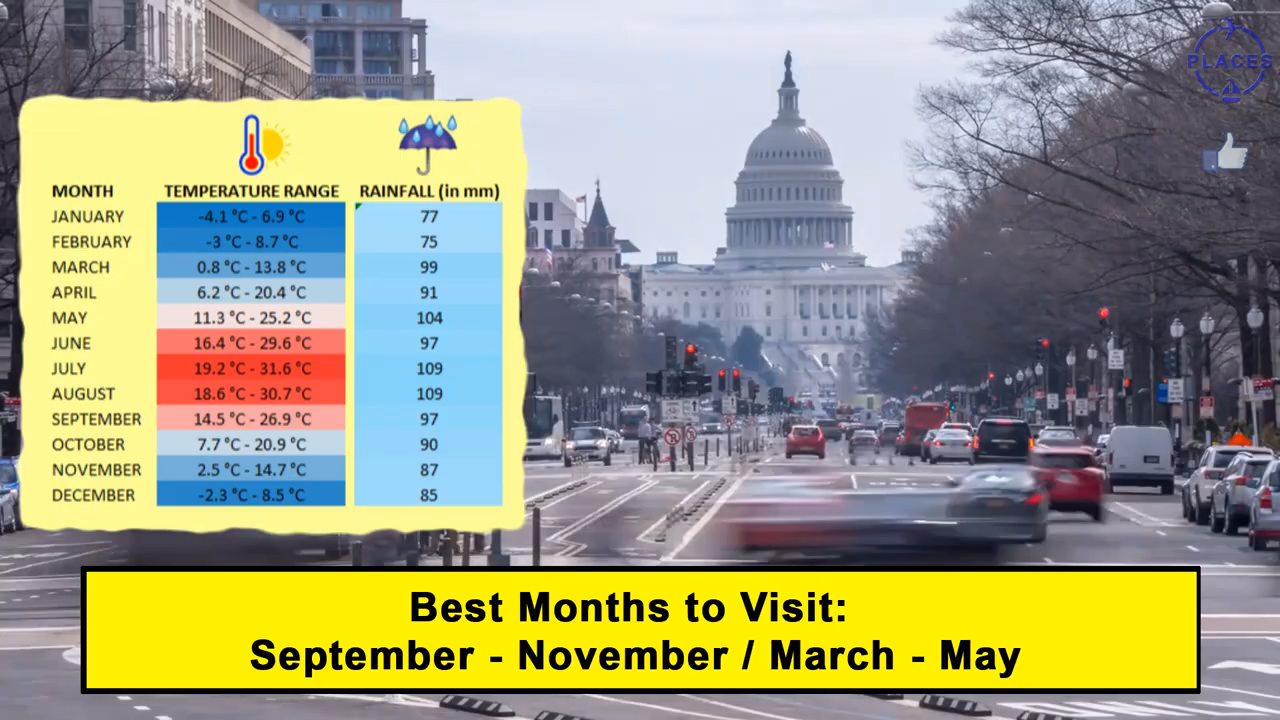 PLACES
MONTH TEMPERATURE RANGE RAINFALL (in mm)
JANUARY -4.1 °C - 6.9 °C 77
FEBRUARY -3 °C - 8.7 °C 75
MARCH 0.8 °C - 13.8 °C 99
APRIL 6.2 °C - 20.4 °C 91
MAY 11.3 °C - 25.2 °C 104
JUNE 16.4 °C - 29.6 °C 97
JULY 19.2 °C - 31.6 °C 109
AUGUST 18.6 °C - 30.7 °C 109
SEPTEMBER 14.5 °C - 26.9 °C 97
OCTOBER 7.7 °C - 20.9 °C 90
NOVEMBER 2.5 °C - 14.7 °C 87
DECEMBER -2.3 °C - 8.5 °C 85
Best Months to Visit:
September - November / March - May